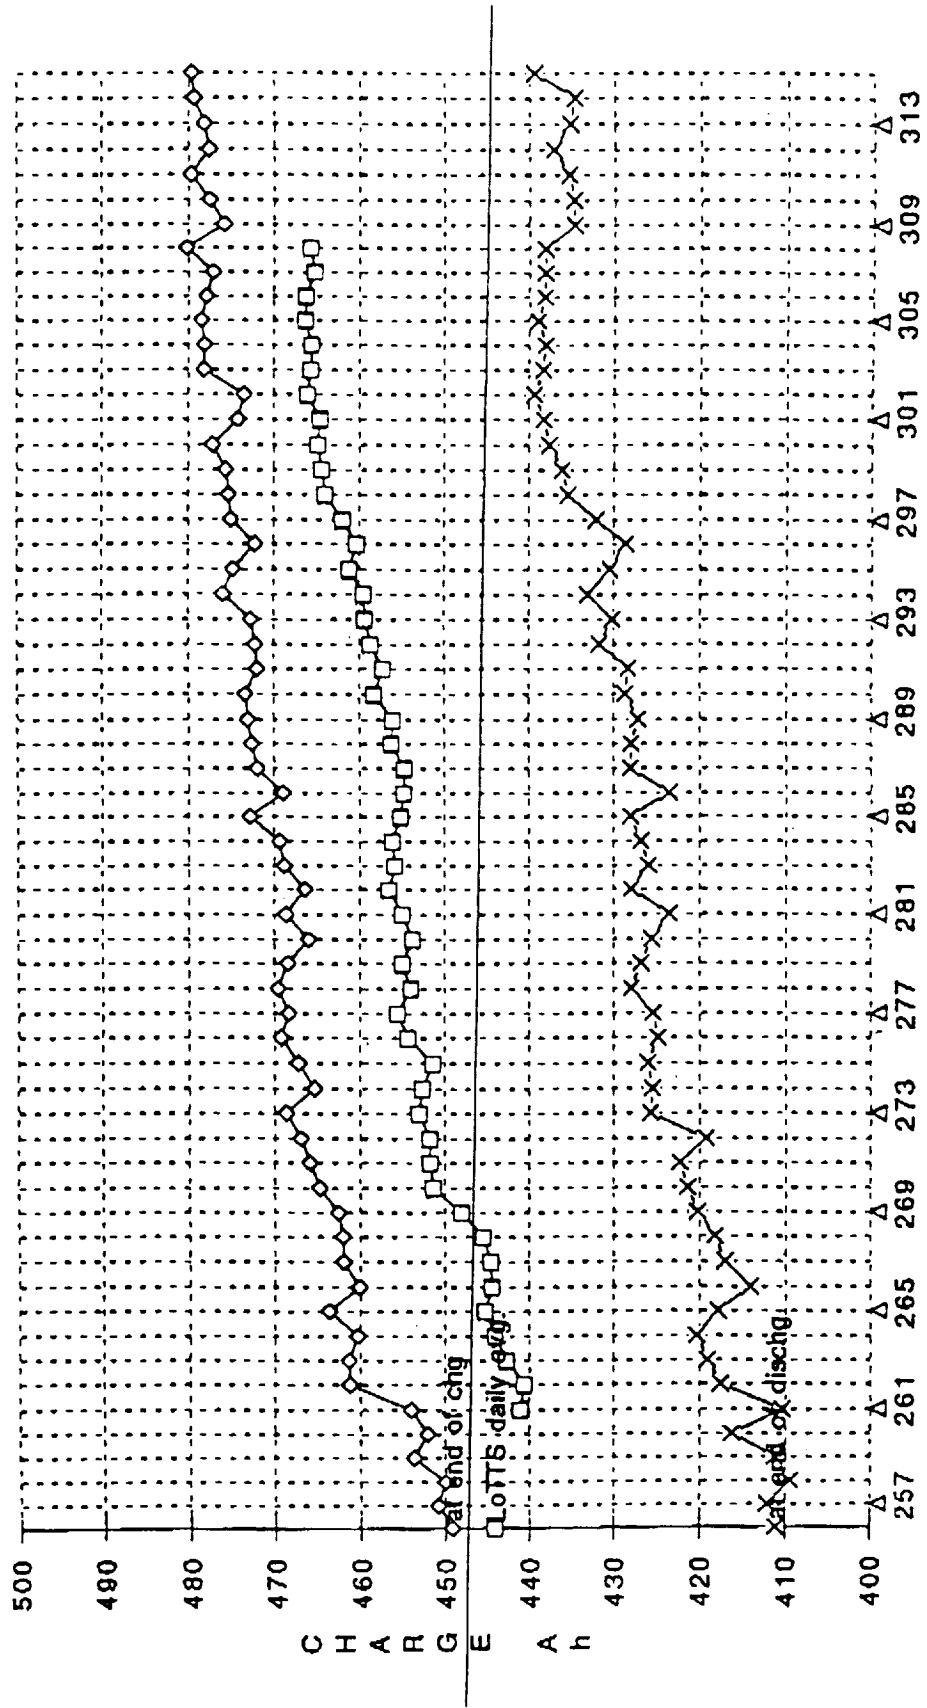 500
490
480
470
460
450
440
430
420
410
400
CHARGE Ah
at end of chg
LoTTS daily avg.
at end of dischg.
257 261 265 269 273 277 281 285 289 293 297 301 305 309 313